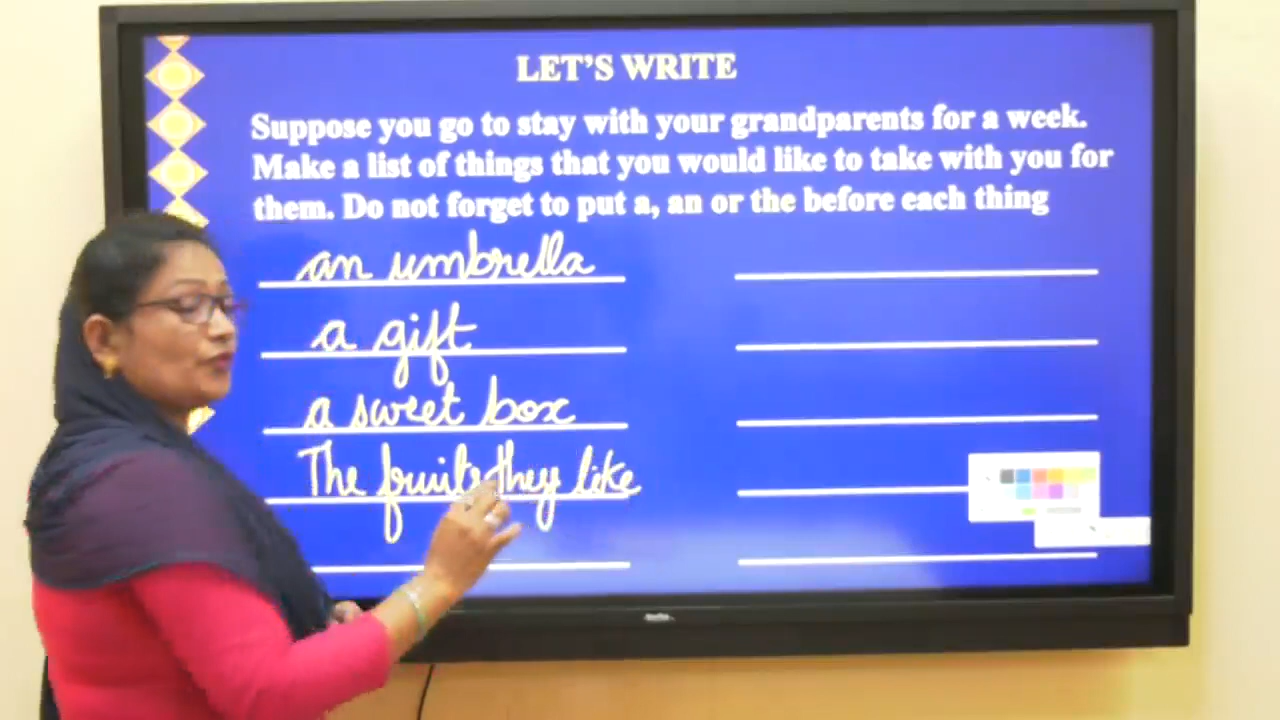 LET'S WRITE
Suppose you go to stay with your grandparents for a week.
Make a list of things that you would like to take with you for
them. Do not forget to put a, an or the before each thing
an umbrella
a gift
a sweet box
The fruits they like